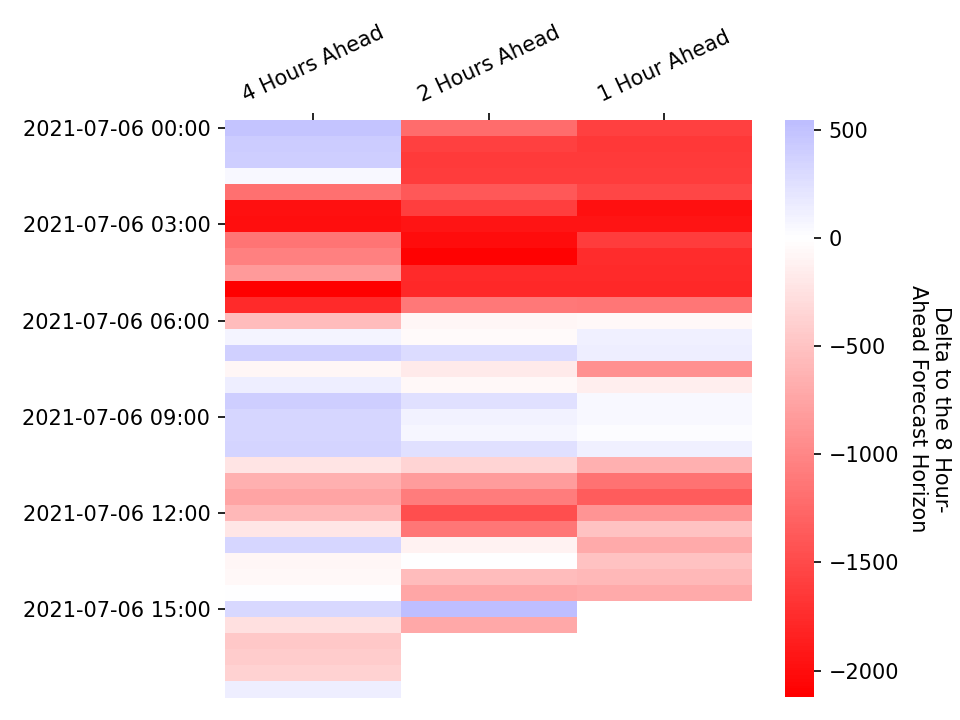 4 Hours Ahead
2 Hours Ahead
1 Hour Ahead
2021-07-06 00:00
2021-07-06 03:00
2021-07-06 06:00
2021-07-06 09:00
2021-07-06 12:00
2021-07-06 15:00
500
0
−500
−1000
−1500
−2000
Delta to the 8 Hour-
Ahead Forecast Horizon